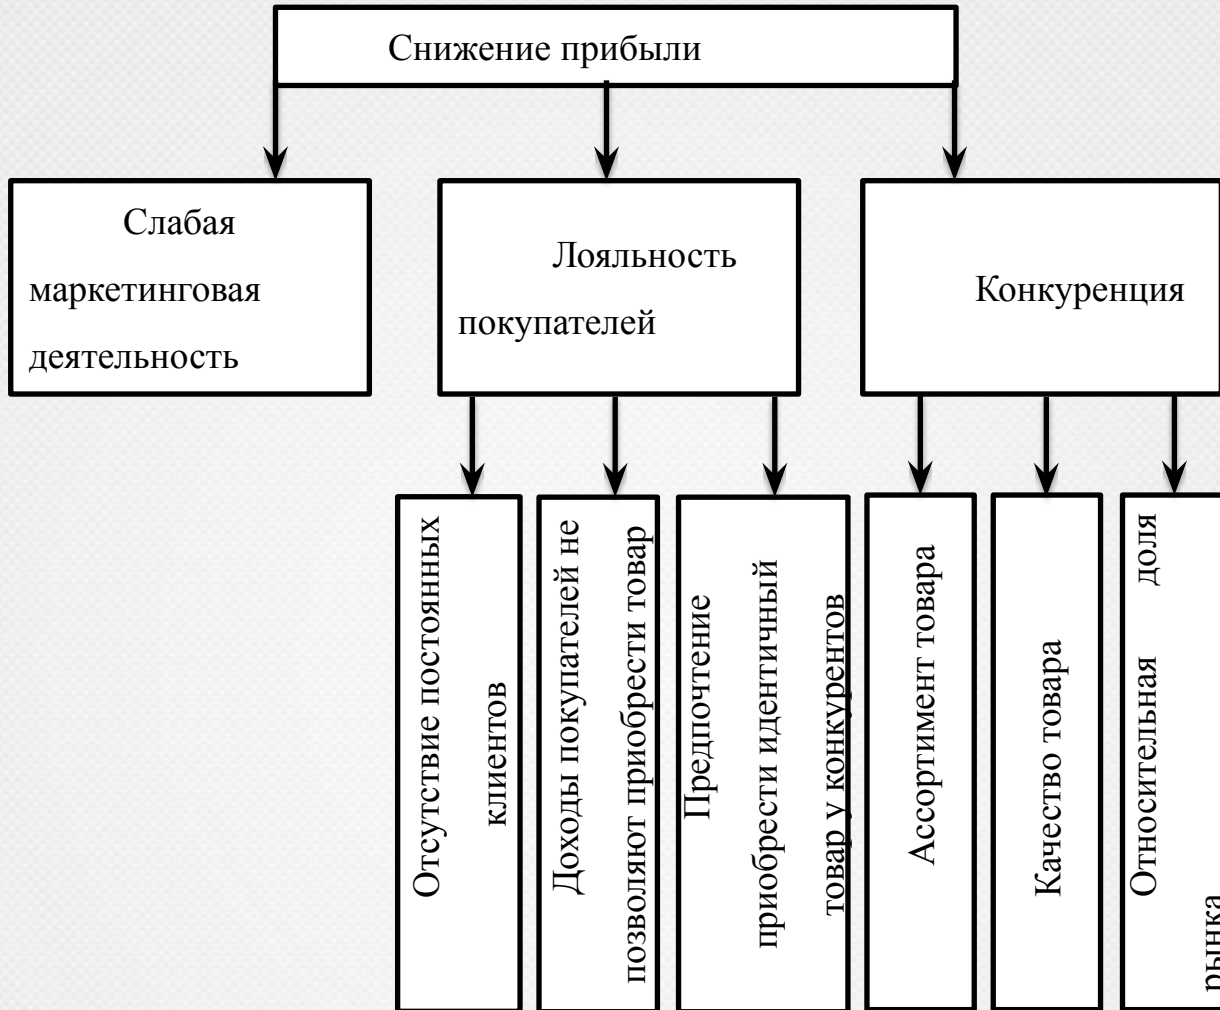 Снижение прибыли
Слабая
маркетинговая
деятельность
Лояльность
покупателей
Конкуренция
Отсутствие постоянных
клиентов
Доходы покупателей не
позволяют приобрести товар
Предпочтение
приобрести идентичный
товар у конкурентов
Ассортимент товара
Качество товара
Относительная доля
рынка